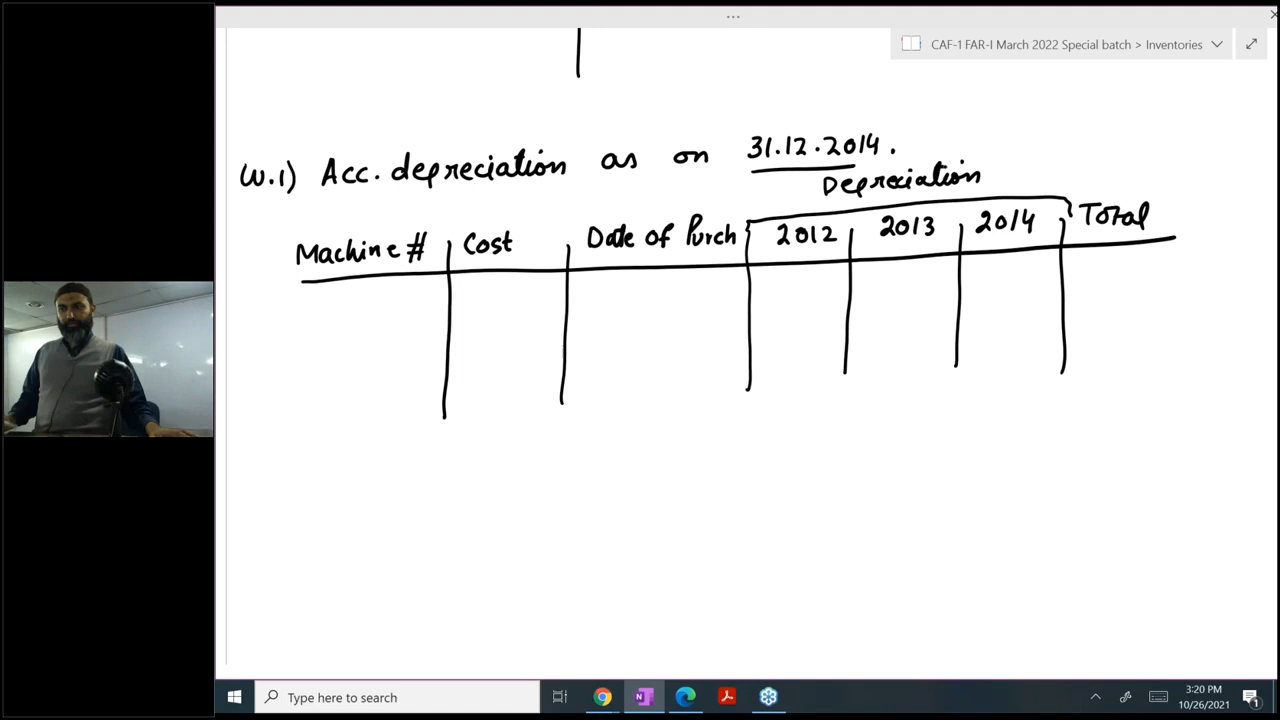 CAF-1 FAR-I March 2022 Special batch > Inventories
W.1) Acc. depreciation as on 31.12.2014.
Depreciation
Machine # Cost Date of Purch 2012 2013 2014 Total
Type here to search
3:20 PM
10/26/2021
1